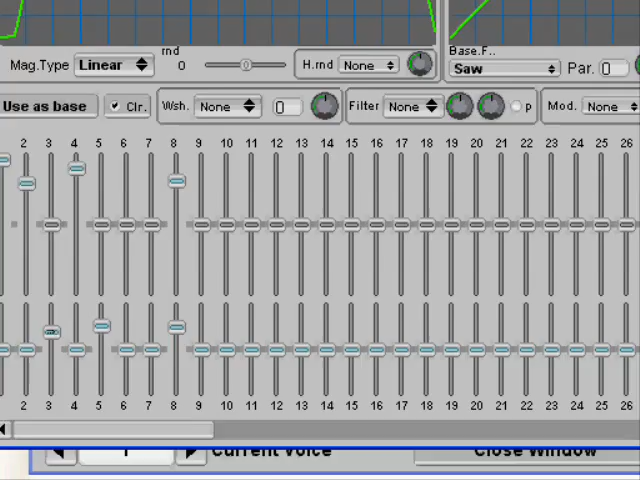 rnd
Mag.Type Linear 0 H.rnd None
Base.F..
Saw Par. 0
Use as base Clr. Wsh. None 0 Filter None p Mod. None
2 3 4 5 6 7 8 9 10 11 12 13 14 15 16 17 18 19 20 21 22 23 24 25 26
2 3 4 5 6 7 8 9 10 11 12 13 14 15 16 17 18 19 20 21 22 23 24 25 26
Current voice Close Window